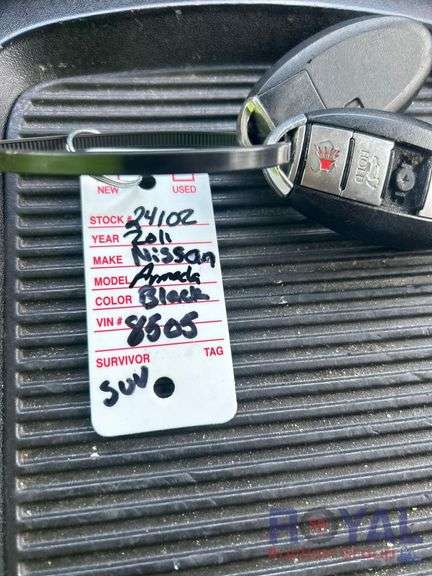 NEW USED
STOCK # 24102
YEAR 2011
MAKE Nissan
MODEL Armada
COLOR Black
VIN # 8505
SURVIVOR TAG
SUV
ROYAL